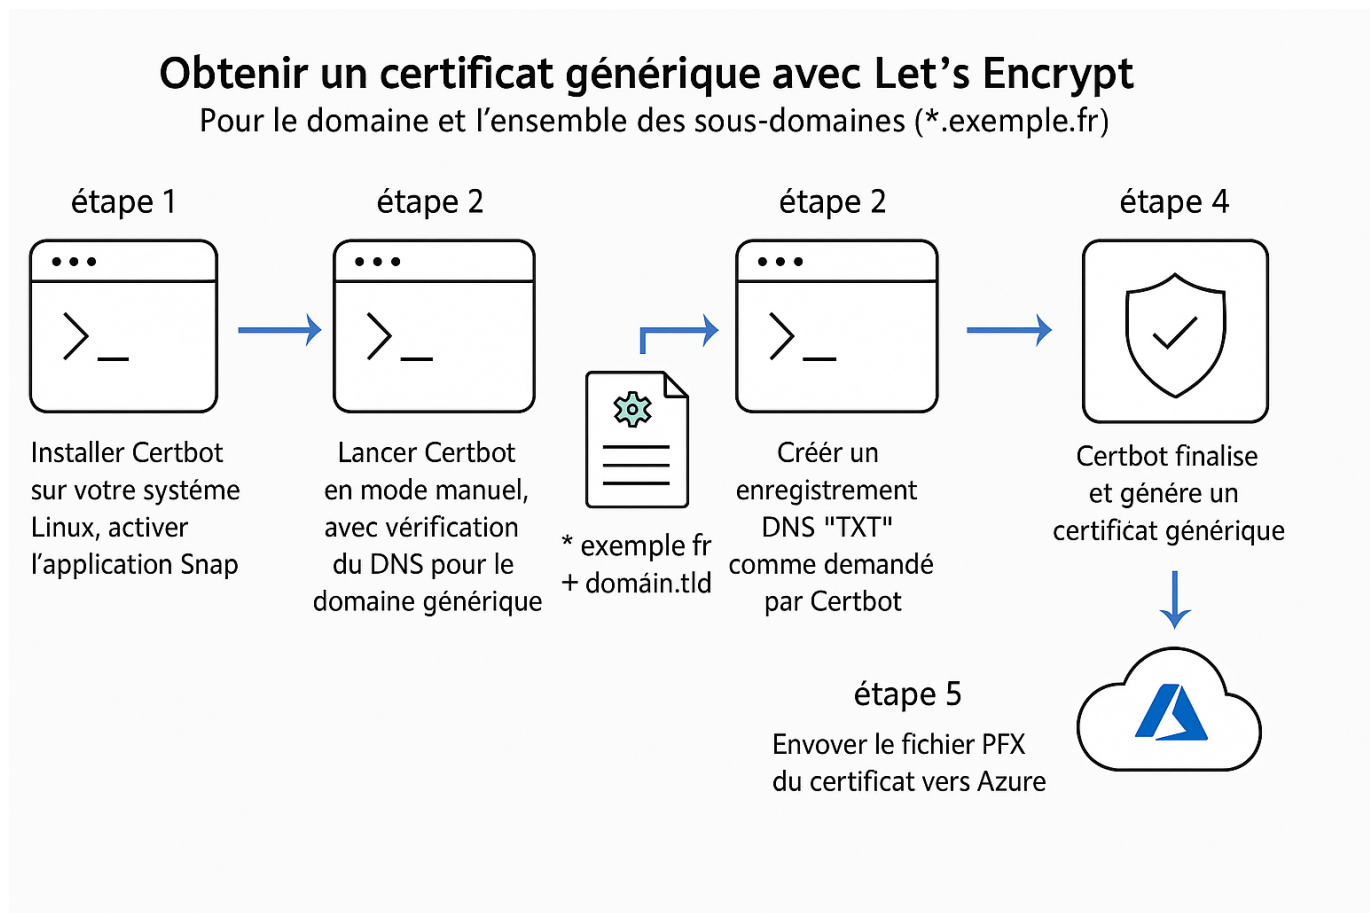 Obtenir un certificat générique avec Let's Encrypt
Pour le domaine et l'ensemble des sous-domaines (*.exemple.fr)
étape 1
Installer Certbot
sur votre systéme
Linux, activer
l'application Snap
étape 2
Lancer Certbot
en mode manuel,
avec vérification
du DNS pour le
domaine générique
* exemple fr
+ domáin.tld
étape 2
Créér un
enregistrement
DNS "TXT"
comme demandé
par Certbot
étape 4
Certbot finalise
et génére un
certificat générique
étape 5
Envover le fichier PFX
du certificat vers Azure